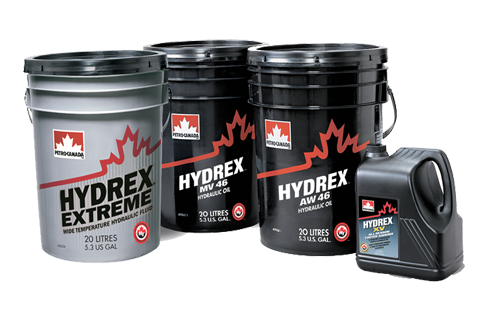 PETRO-CANADA
HYDREX
EXTREME
WIDE TEMPERATURE HYDRAULIC FLUID
20 LITRES
5.3 US GAL.
PETRO-CANADA
HYDREX
MV 46
HYDRAULIC OIL
20 LITRES
5.3 U.S. GAL.
PETRO-CANADA
HYDREX
AW 46
HYDRAULIC OIL
20 LITRES
5.3 U.S. GAL.
HYDREX
XV